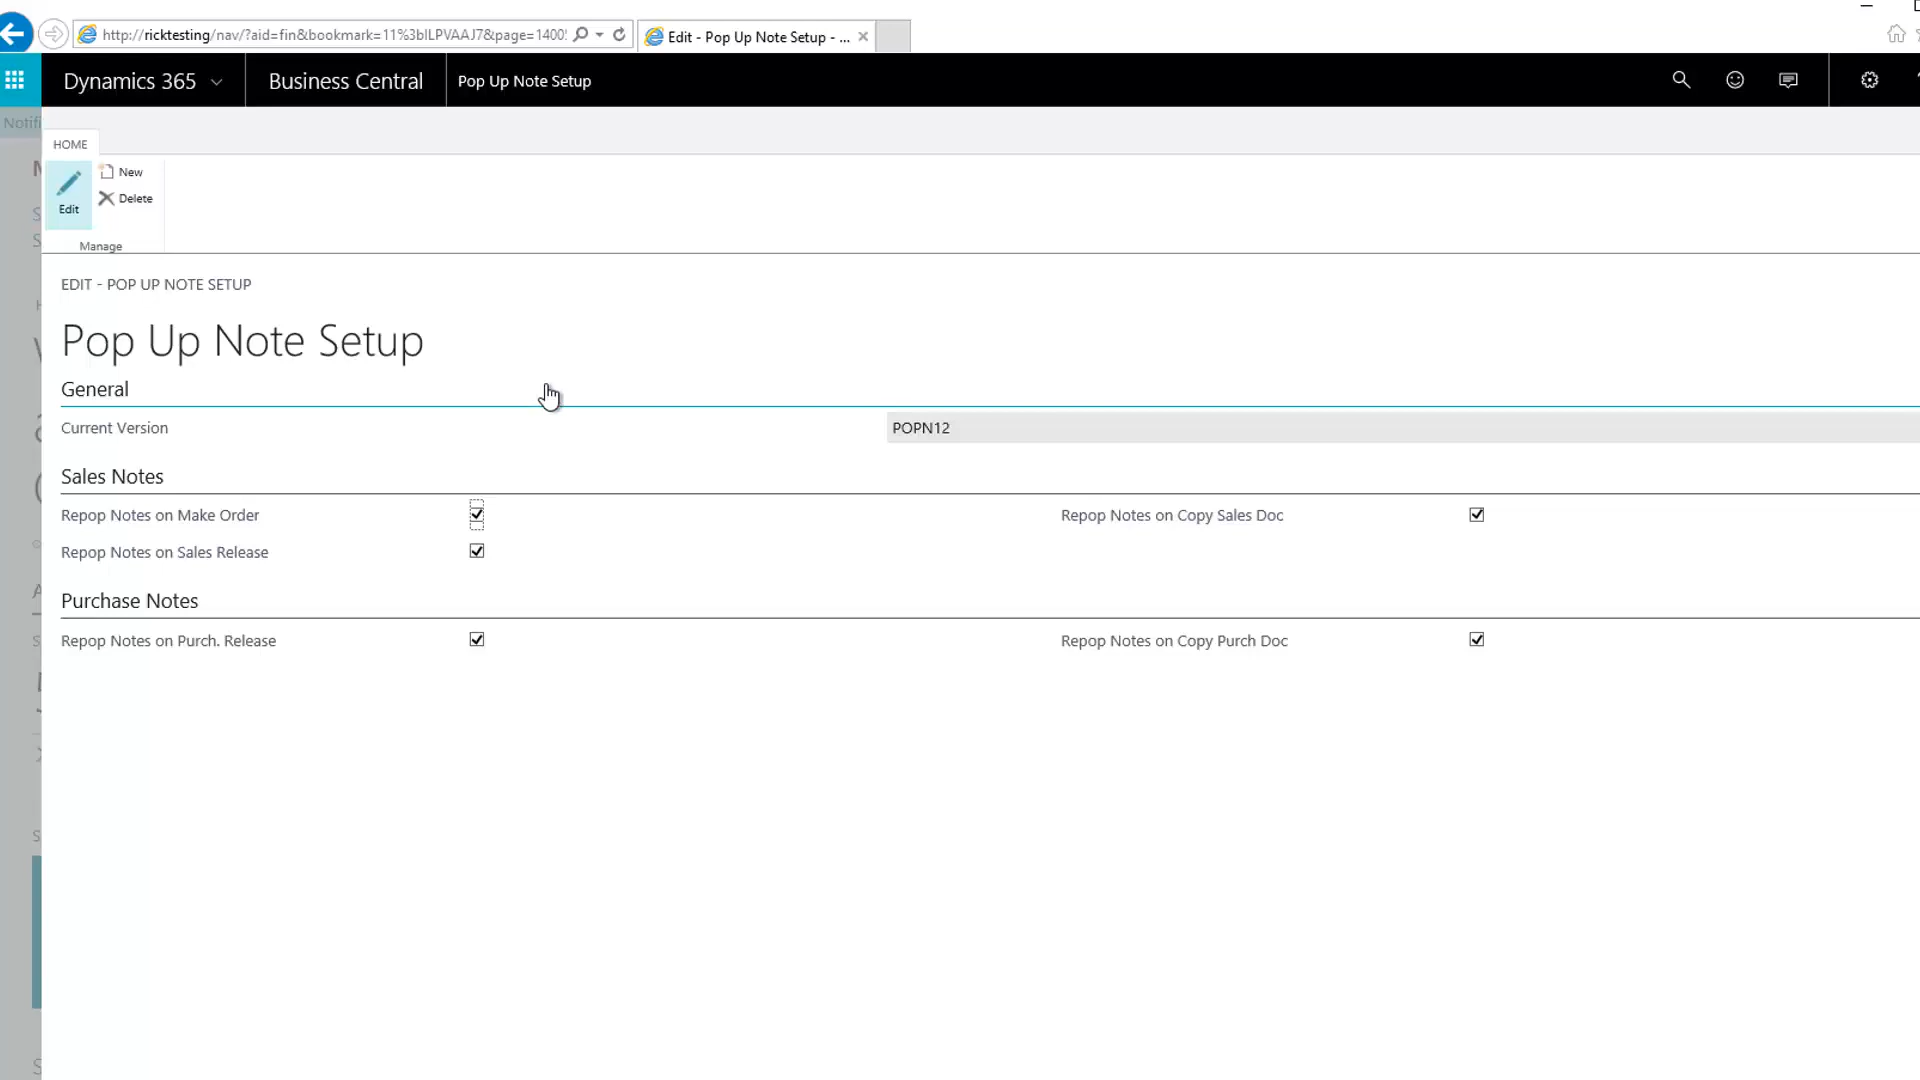 http://ricktesting/nav/?aid=fin&bookmark=11%3bILPVAAJ7&page=1400!
Edit - Pop Up Note Setup - ...
Dynamics 365
Business Central
Pop Up Note Setup
Notifi
HOME
Edit
New
Delete
Manage
EDIT - POP UP NOTE SETUP
Pop Up Note Setup
General
Current Version
POPN12
Sales Notes
Repop Notes on Make Order
Repop Notes on Copy Sales Doc
Repop Notes on Sales Release
Purchase Notes
Repop Notes on Purch. Release
Repop Notes on Copy Purch Doc